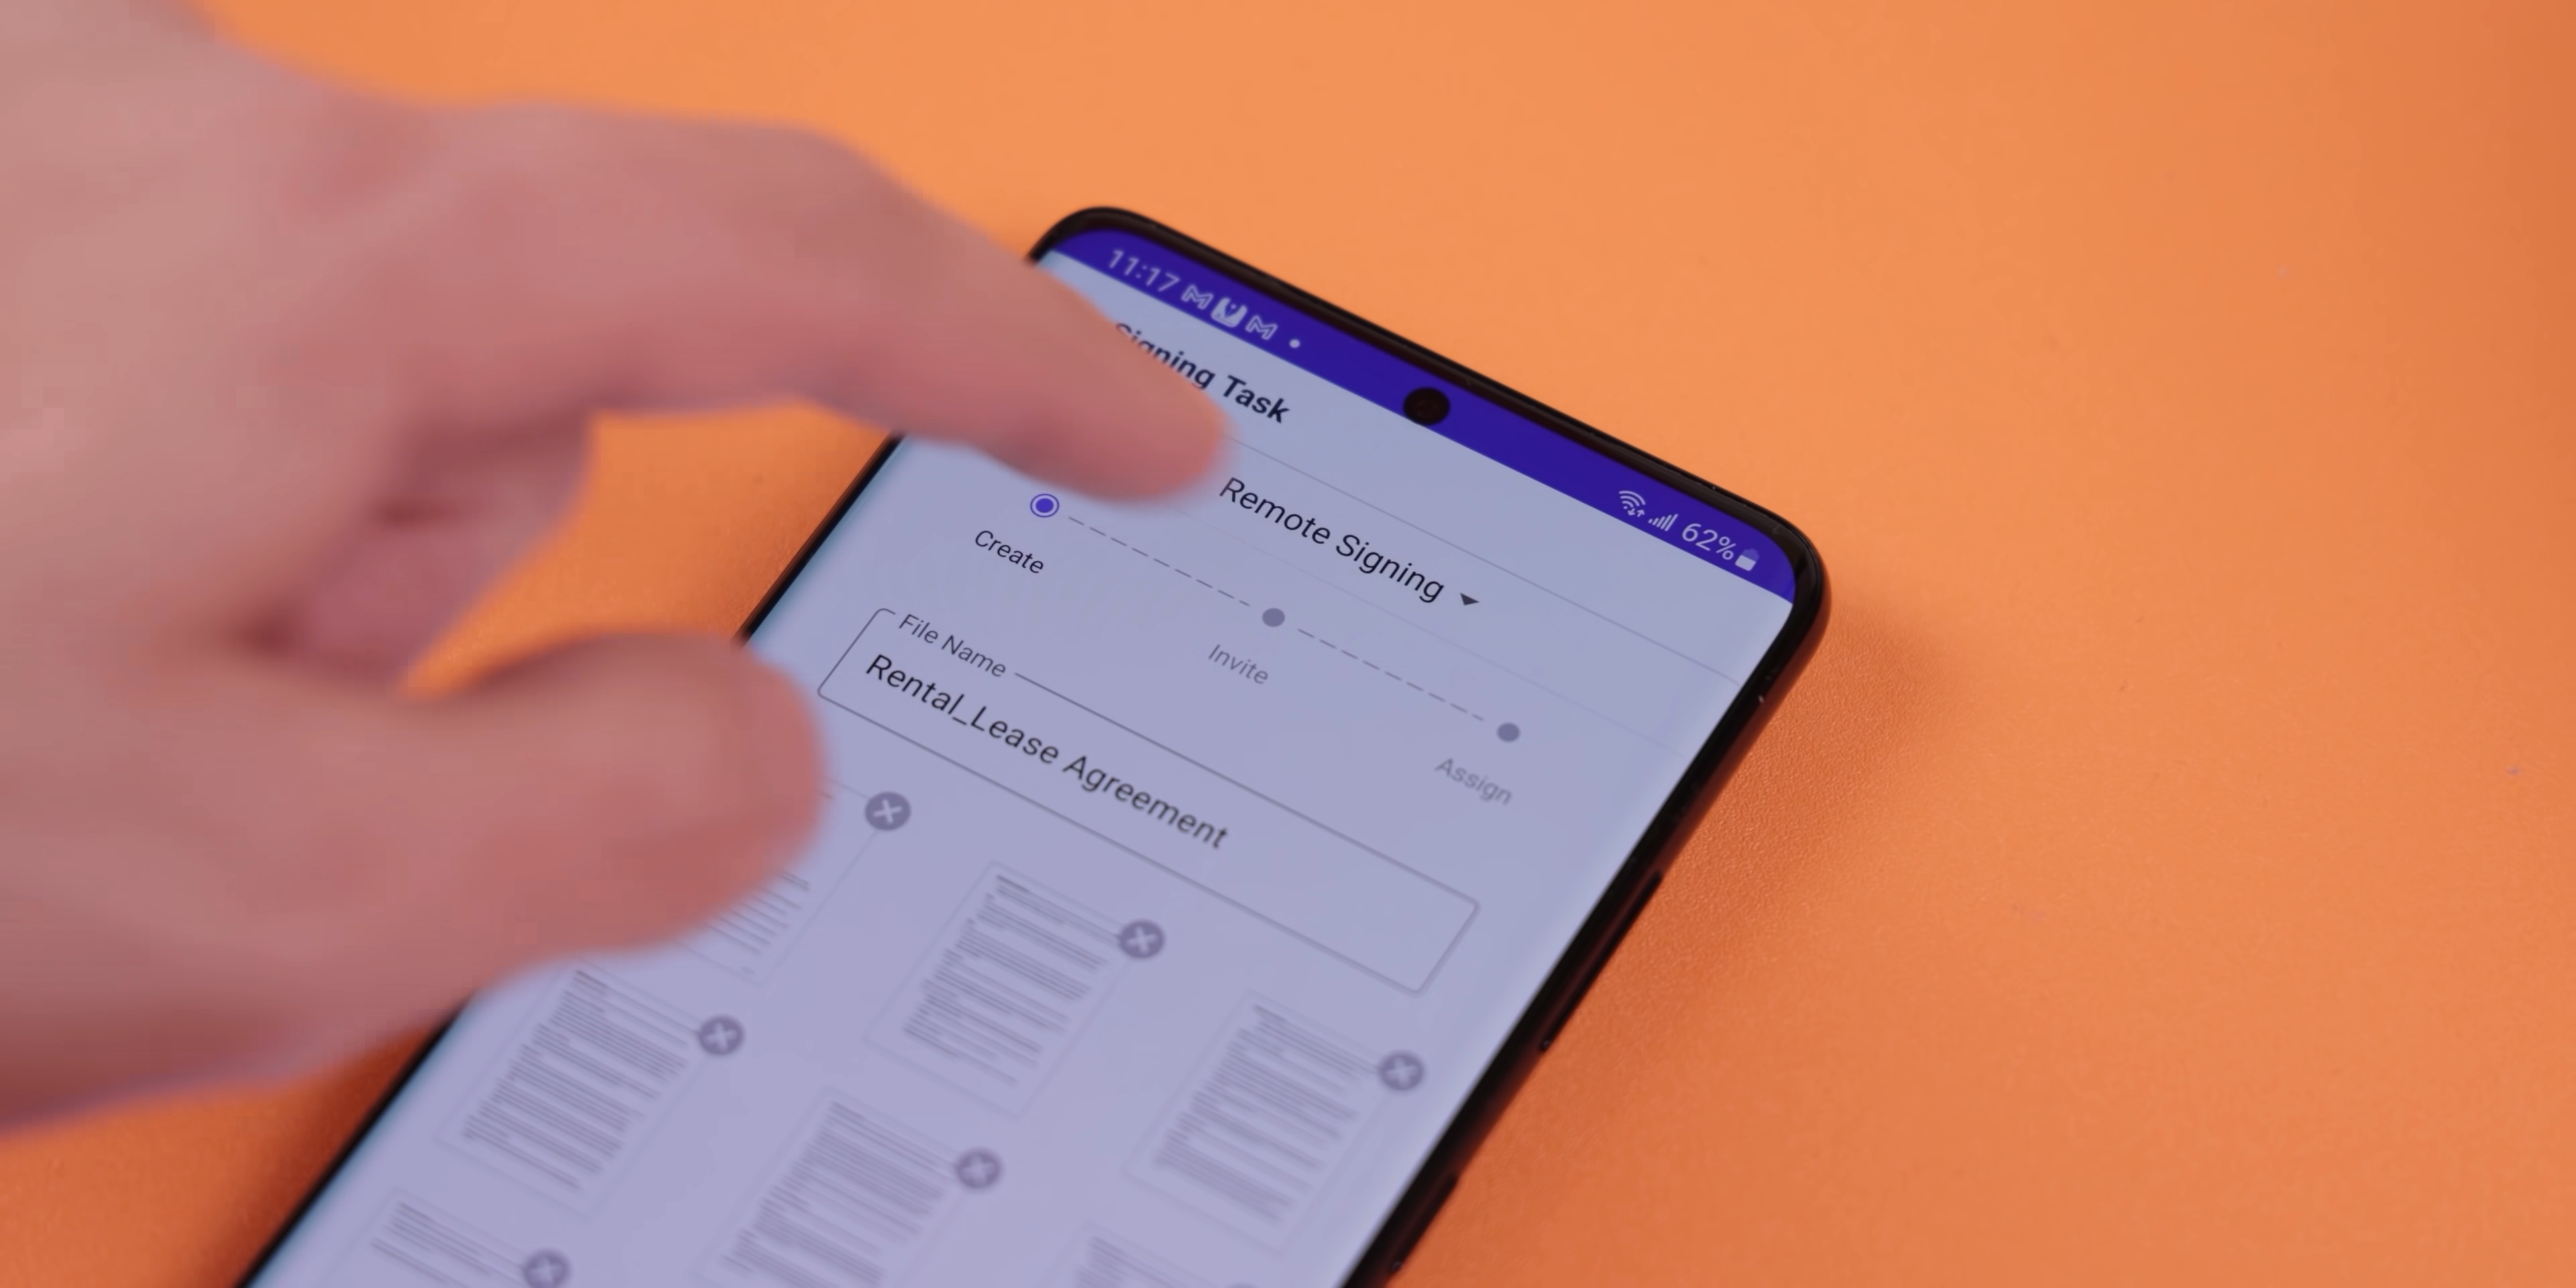 11:17
62%
Signing Task
Remote Signing
Create
Invite
Assign
File Name
Rental_Lease Agreement